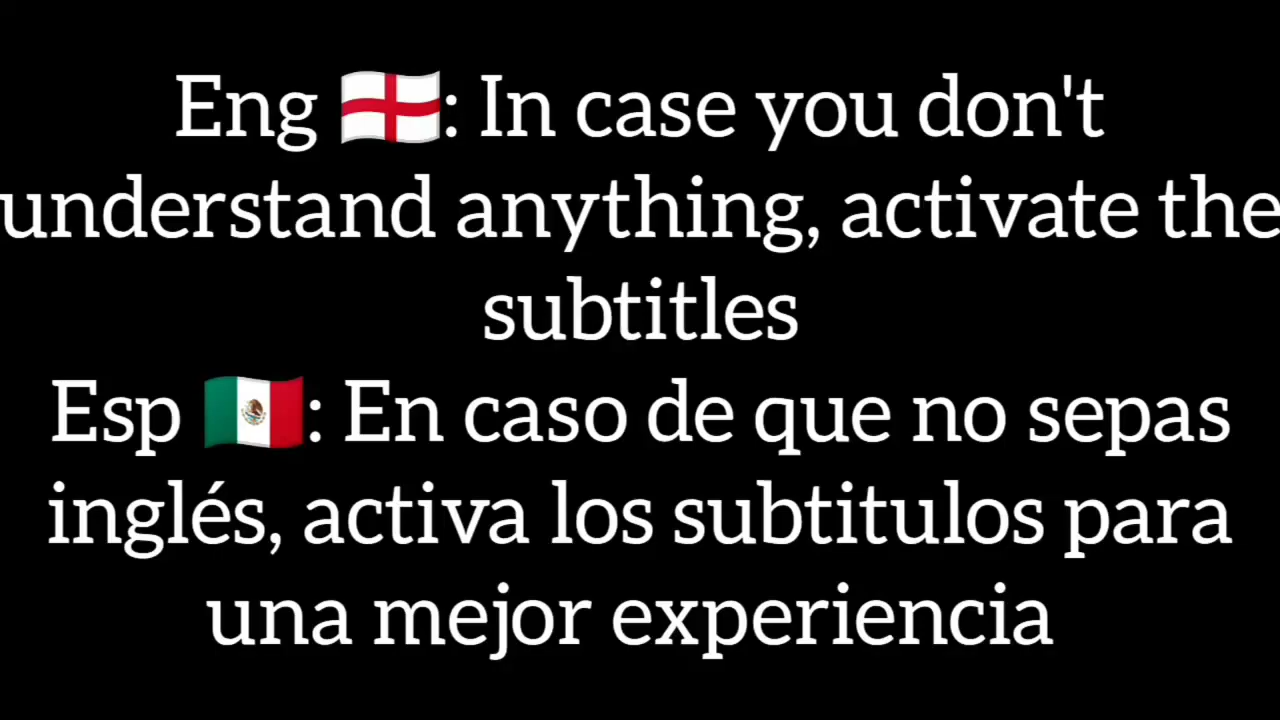 Eng 🏴󠁧󠁢󠁥󠁮󠁧󠁿: In case you don't
understand anything, activate the
subtitles
Esp 🇲🇽: En caso de que no sepas
inglés, activa los subtitulos para
una mejor experiencia